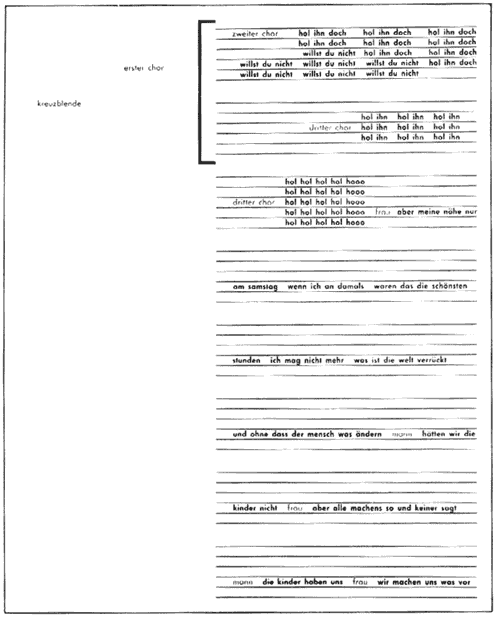 zweiter chor hol ihn doch hol ihn doch hol ihn doch
hol ihn doch hol ihn doch hol ihn doch
willst du nicht hol ihn doch hol ihn doch
erster chor
willst du nicht willst du nicht willst du nicht hol ihn doch
willst du nicht willst du nicht willst du nicht
kreuzblende
hol ihn hol ihn hol ihn
dritter chor hol ihn hol ihn hol ihn
hol ihn hol ihn hol ihn
hol hol hol hol hooo
hol hol hol hol hooo
dritter chor hol hol hol hol hooo
hol hol hol hol hooo frau aber meine nähe nur
hol hol hol hol hooo
am samstag wenn ich an damals waren das die schönsten
stunden ich mag nicht mehr was ist die welt verrückt
und ohne dass der mensch was ändern mann hätten wir die
kinder nicht frau aber alle machens so und keiner sagt
mann die kinder haben uns frau wir machen uns was vor